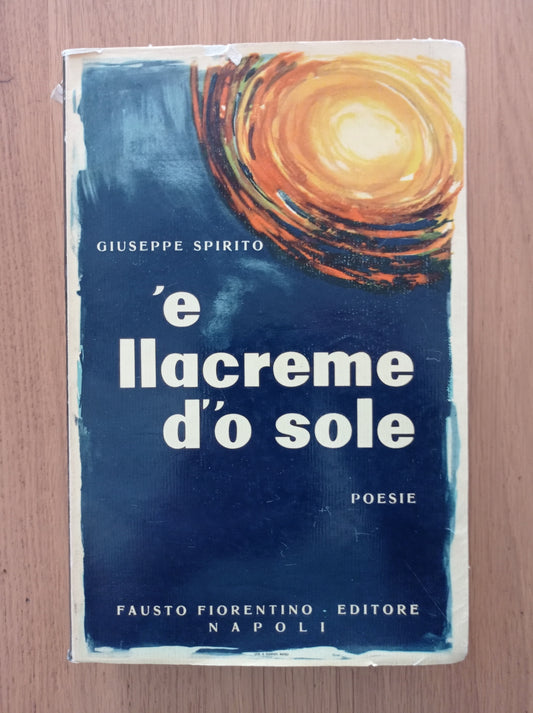 GIUSEPPE SPIRITO
'e
llacreme
d''o sole
POESIE
FAUSTO FIORENTINO - EDITORE
NAPOLI